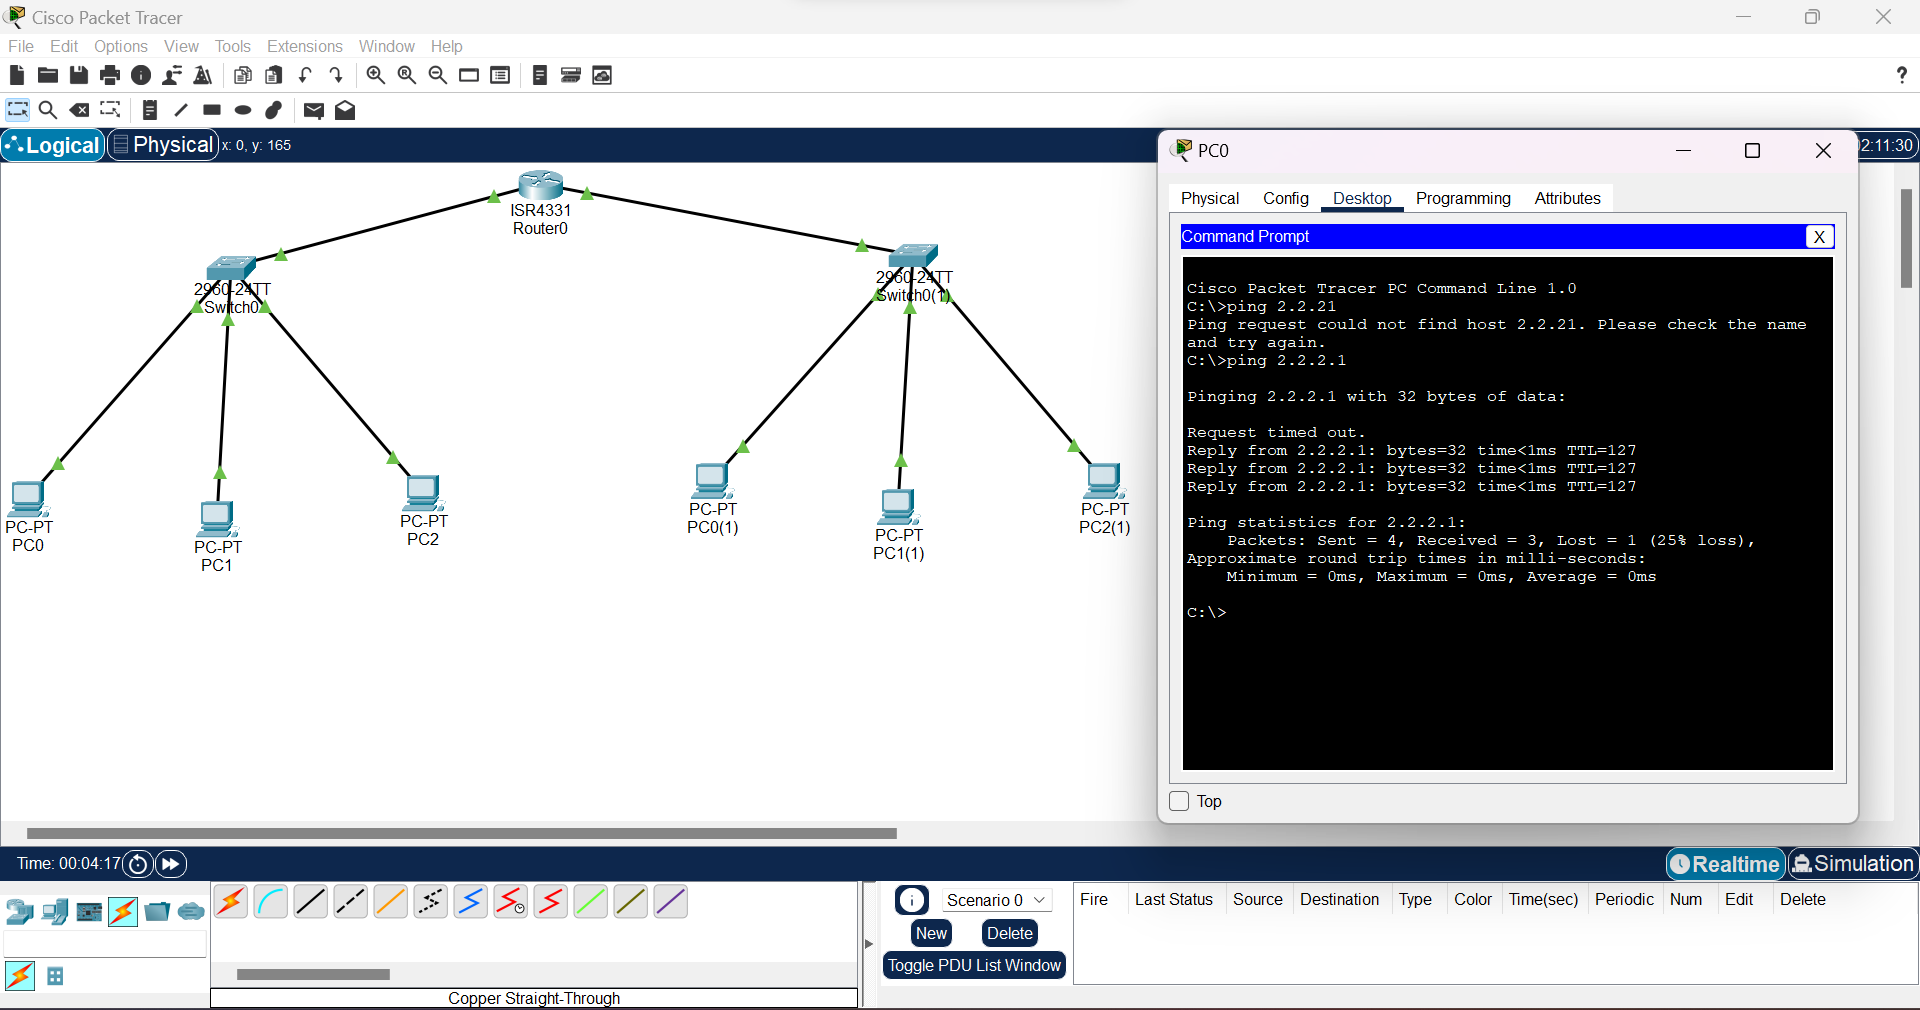 Cisco Packet Tracer
File Edit Options View Tools Extensions Window Help
?
Logical Physical x: 0, y: 165
2:11:30
ISR4331
Router0
2960-24TT
Switch0
2960-24TT
Switch0(1)
PC-PT
PC0
PC-PT
PC1
PC-PT
PC2
PC-PT
PC0(1)
PC-PT
PC1(1)
PC-PT
PC2(1)
PC0
Physical Config Desktop Programming Attributes
Command Prompt X
Cisco Packet Tracer PC Command Line 1.0
C:\>ping 2.2.21
Ping request could not find host 2.2.21. Please check the name
and try again.
C:\>ping 2.2.2.1
Pinging 2.2.2.1 with 32 bytes of data:
Request timed out.
Reply from 2.2.2.1: bytes=32 time<1ms TTL=127
Reply from 2.2.2.1: bytes=32 time<1ms TTL=127
Reply from 2.2.2.1: bytes=32 time<1ms TTL=127
Ping statistics for 2.2.2.1:
Packets: Sent = 4, Received = 3, Lost = 1 (25% loss),
Approximate round trip times in milli-seconds:
Minimum = 0ms, Maximum = 0ms, Average = 0ms
C:\>
Top
Time: 00:04:17
Realtime Simulation
Scenario 0
New Delete
Toggle PDU List Window
Fire Last Status Source Destination Type Color Time(sec) Periodic Num Edit Delete
Copper Straight-Through